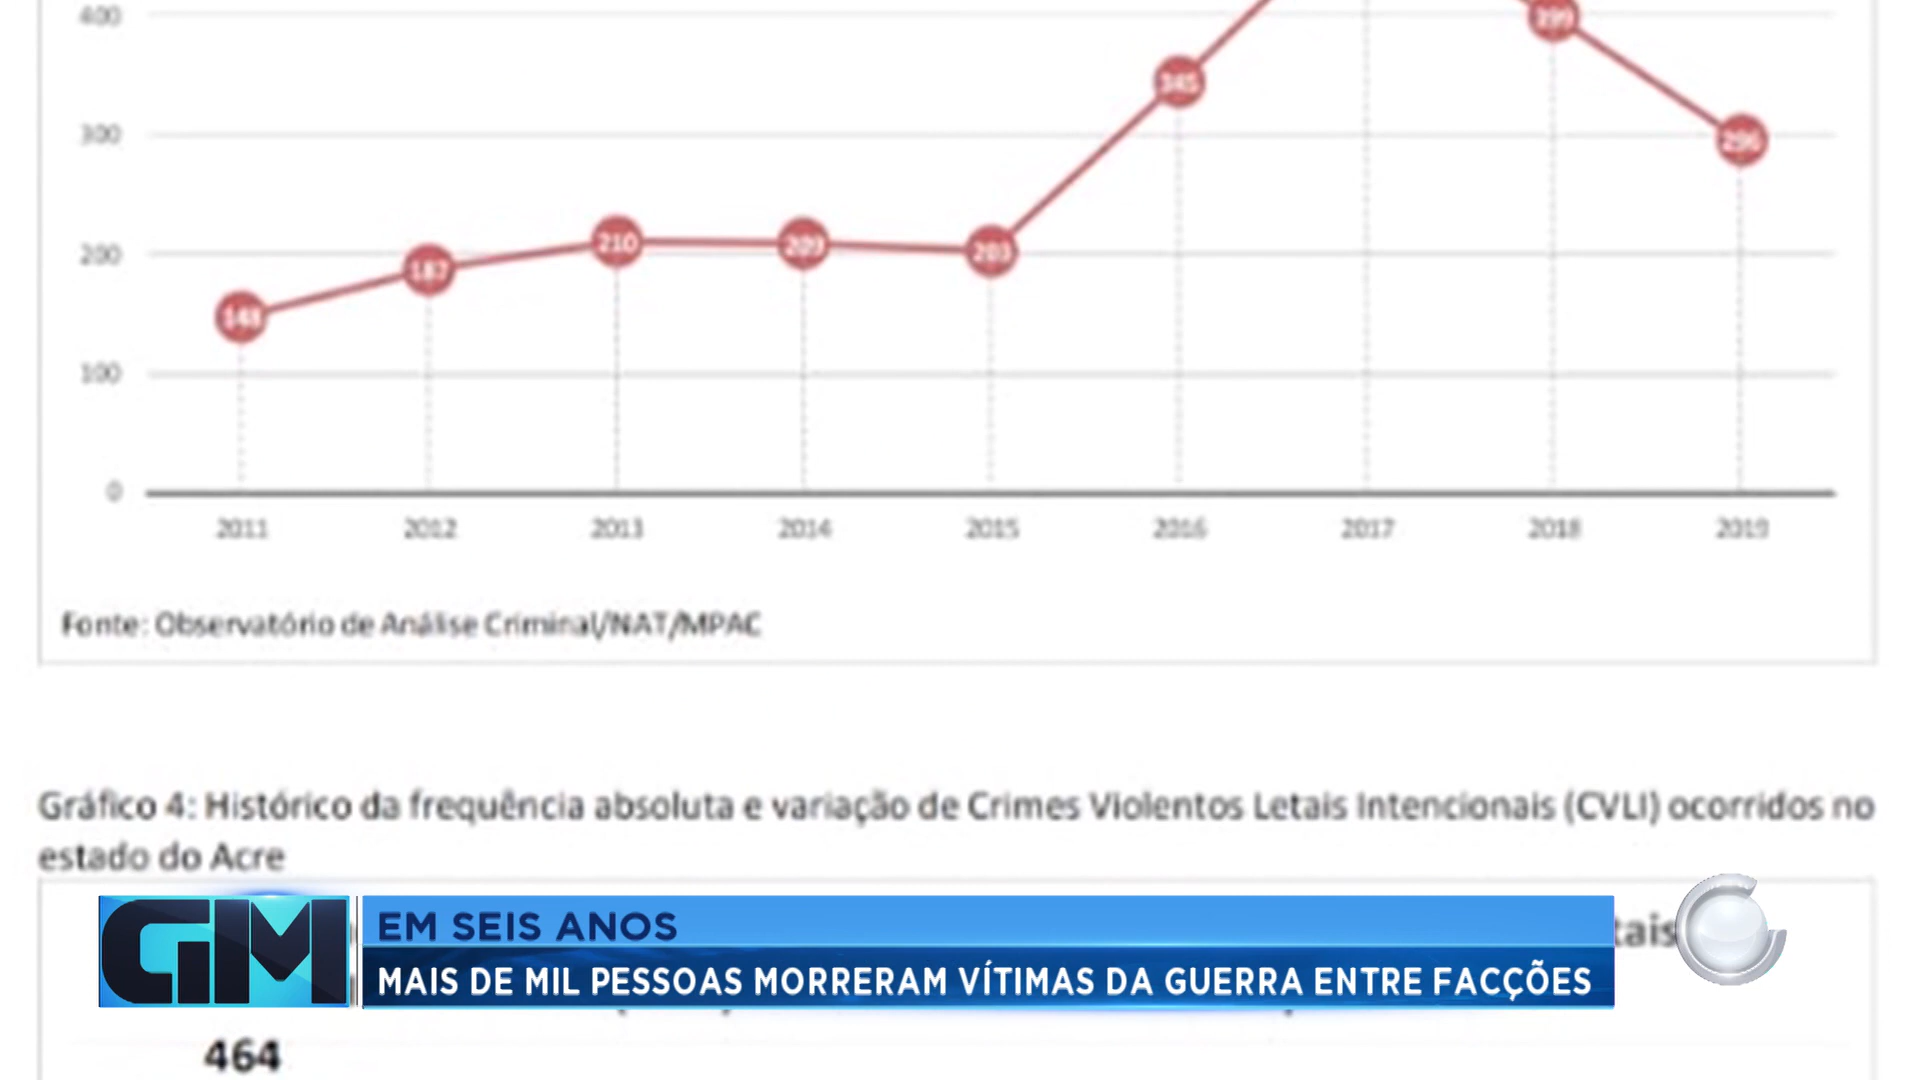 400
399
345
300
296
210
209
203
200
187
148
100
0
2011 2012 2013 2014 2015 2016 2017 2018 2019
Fonte: Observatório de Análise Criminal/NAT/MPAC
Gráfico 4: Histórico da frequência absoluta e variação de Crimes Violentos Letais Intencionais (CVLI) ocorridos no
estado do Acre
GM
EM SEIS ANOS
MAIS DE MIL PESSOAS MORRERAM VÍTIMAS DA GUERRA ENTRE FACÇÕES
464